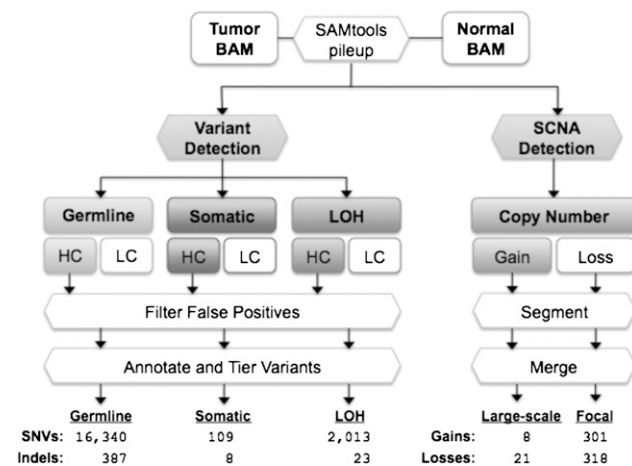 Tumor BAM
SAMtools pileup
Normal BAM
Variant Detection
SCNA Detection
Germline
Somatic
LOH
Copy Number
HC LC
HC LC
HC LC
Gain Loss
Filter False Positives
Segment
Annotate and Tier Variants
Merge
Germline Somatic LOH Large-scale Focal
SNVs: 16,340 109 2,013 Gains: 8 301
Indels: 387 8 23 Losses: 21 318